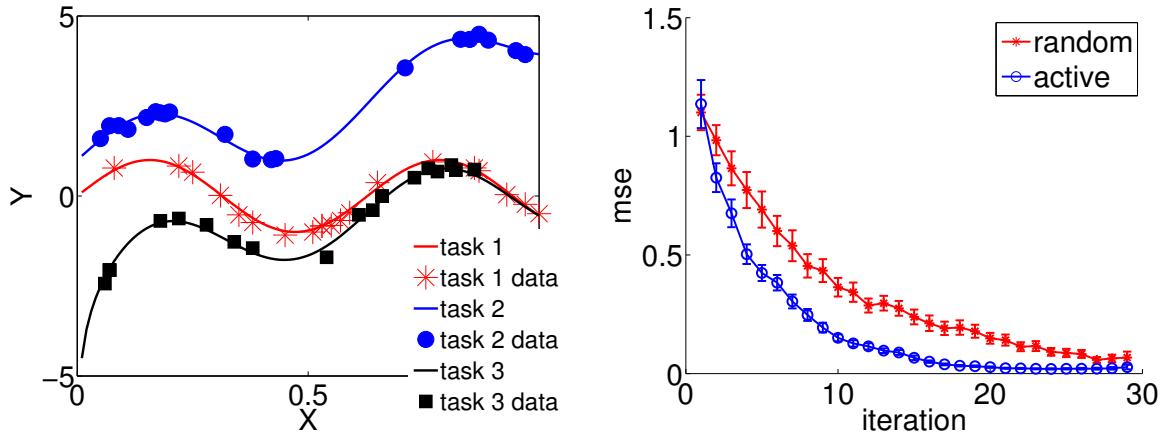 5
0
−5
Y
0
0.5
X
task 1
task 1 data
task 2
task 2 data
task 3
task 3 data
1.5
1
0.5
0
mse
0
10
20
30
iteration
random
active